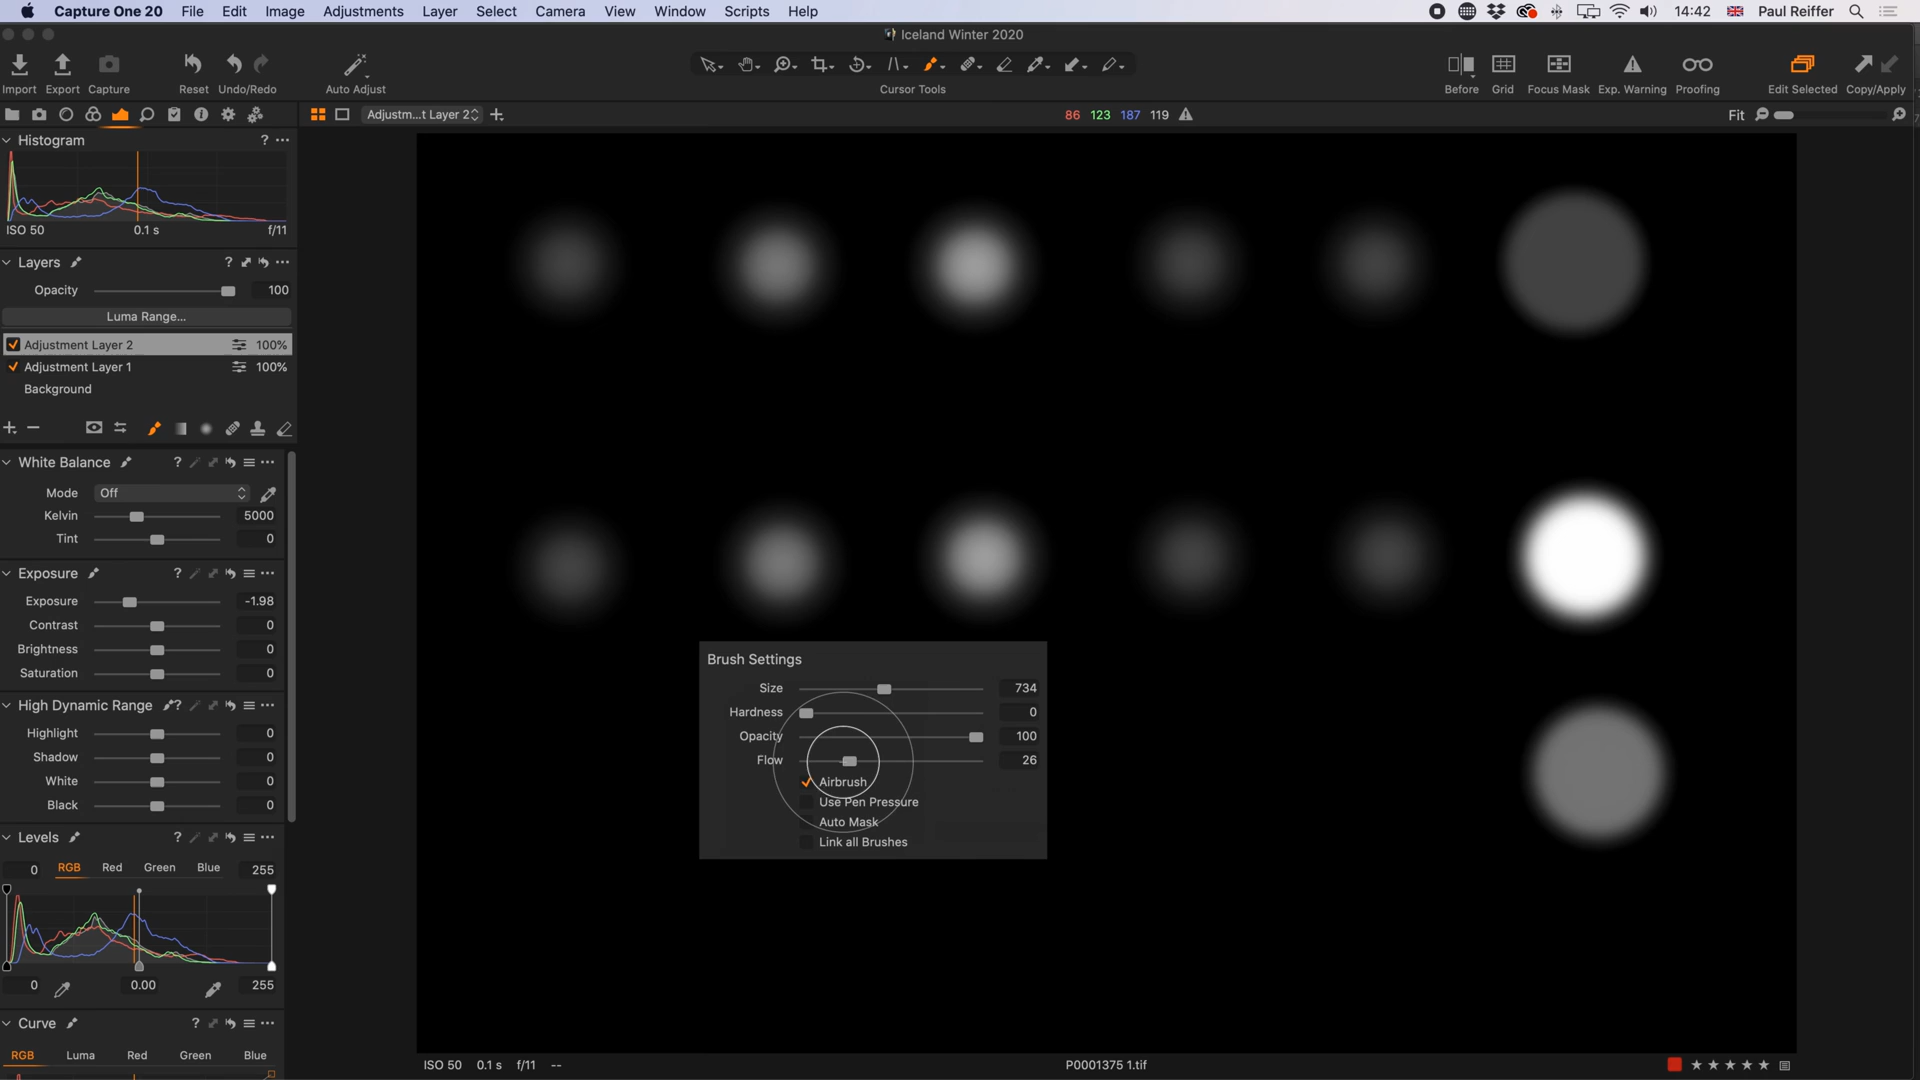 Capture One 20 File Edit Image Adjustments Layer Select Camera View Window Scripts Help 14:42 Paul Reiffer
Iceland Winter 2020
Import Export Capture Reset Undo/Redo Auto Adjust Cursor Tools Before Grid Focus Mask Exp. Warning Proofing Edit Selected Copy/Apply
Adjustm...t Layer 2 86 123 187 119 Fit
Histogram ?
ISO 50 0.1 s f/11
Layers ?
Opacity 100
Luma Range...
Adjustment Layer 2 100%
Adjustment Layer 1 100%
Background
White Balance ?
Mode Off
Kelvin 5000
Tint 0
Exposure ?
Exposure -1.98
Contrast 0
Brightness 0
Saturation 0
High Dynamic Range ?
Highlight 0
Shadow 0
White 0
Black 0
Levels ?
0 RGB Red Green Blue 255
0 0.00 255
Curve ?
RGB Luma Red Green Blue
Brush Settings
Size 734
Hardness 0
Opacity 100
Flow 26
Airbrush
Use Pen Pressure
Auto Mask
Link all Brushes
ISO 50 0.1 s f/11 -- P0001375 1.tif